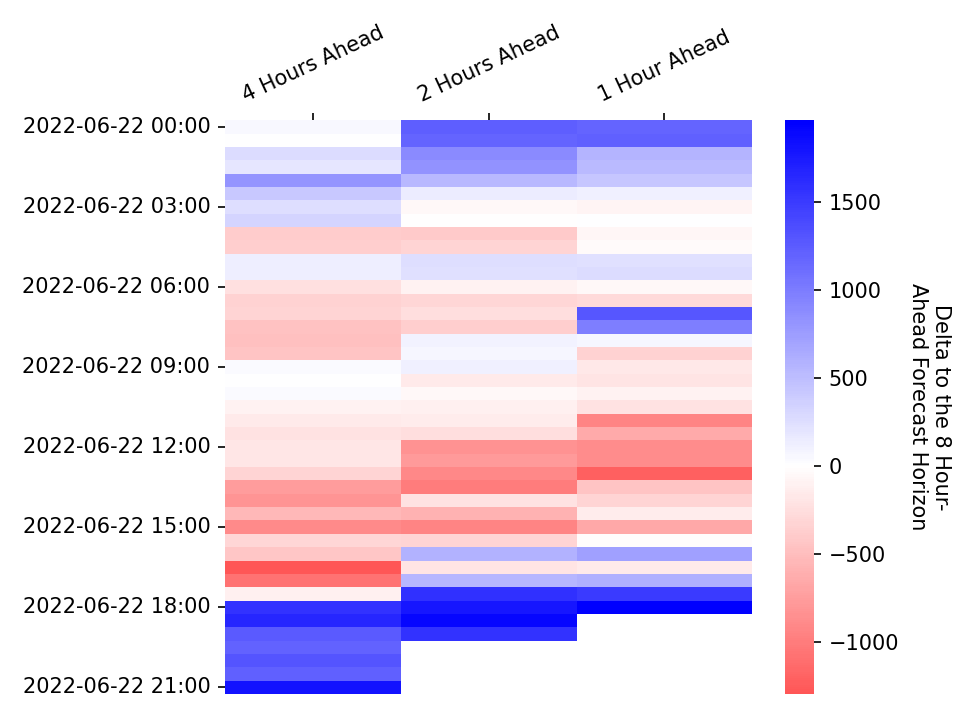 4 Hours Ahead
2 Hours Ahead
1 Hour Ahead
2022-06-22 00:00
2022-06-22 03:00
2022-06-22 06:00
2022-06-22 09:00
2022-06-22 12:00
2022-06-22 15:00
2022-06-22 18:00
2022-06-22 21:00
1500
1000
500
0
−500
−1000
Delta to the 8 Hour-
Ahead Forecast Horizon